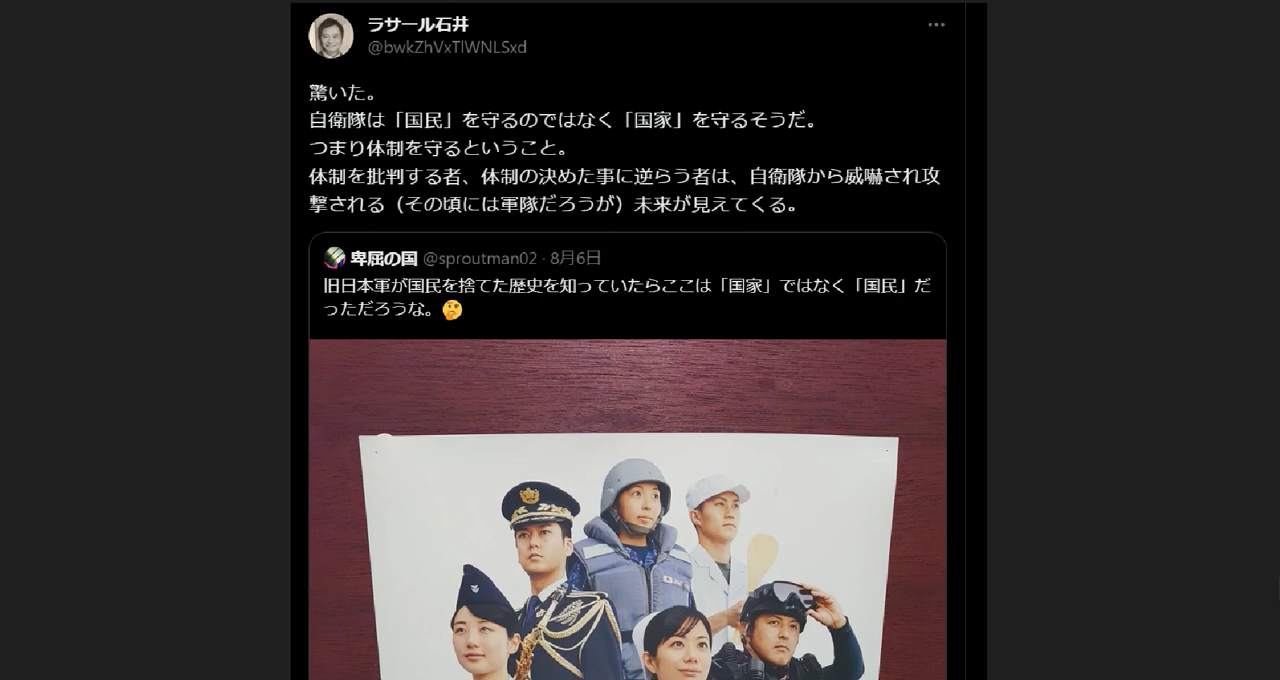 ラサール石井
@bwkZhVxTlWNLSxd
驚いた。
自衛隊は「国民」を守るのではなく「国家」を守るそうだ。
つまり体制を守るということ。
体制を批判する者、体制の決めた事に逆らう者は、自衛隊から威嚇され攻
撃される（その頃には軍隊だろうが）未来が見えてくる。
卑屈の国 @sproutman02 · 8月6日
旧日本軍が国民を捨てた歴史を知っていたらここは「国家」ではなく「国民」だ
っただろうな。🤔